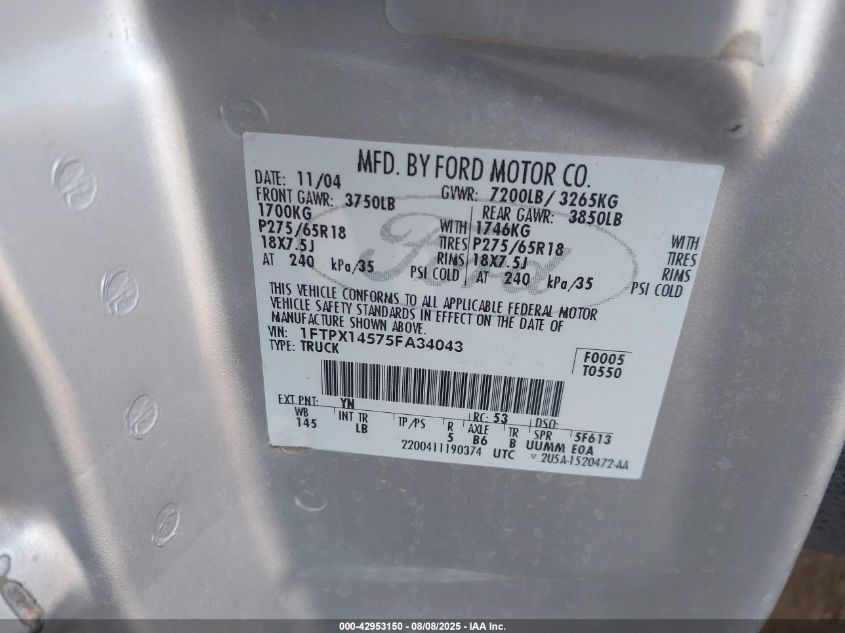 MFD. BY FORD MOTOR CO.
DATE: 11/04 GVWR: 7200LB/ 3265KG
FRONT GAWR: 3750LB REAR GAWR: 3850LB
1700KG WITH 1746KG WITH
P275/65R18 TIRES P275/65R18 TIRES
18X7.5J RIMS 18X7.5J RIMS
AT 240 kPa/35 PSI COLD AT 240 kPa/35 PSI COLD
THIS VEHICLE CONFORMS TO ALL APPLICABLE FEDERAL MOTOR
VEHICLE SAFETY STANDARDS IN EFFECT ON THE DATE OF
MANUFACTURE SHOWN ABOVE.
VIN: 1FTPX14575FA34043
TYPE: TRUCK
F0005
T0550
EXT PNT: YN RC: 53 DSO:
WB INT TR TP/PS R AXLE TR SPR 5F613
145 LB 5 B6 B UUMM E0A
2200411190374 UTC ▽ 2U5A-1520472-AA
Ford
000-42953150 - 08/08/2025 - IAA Inc.